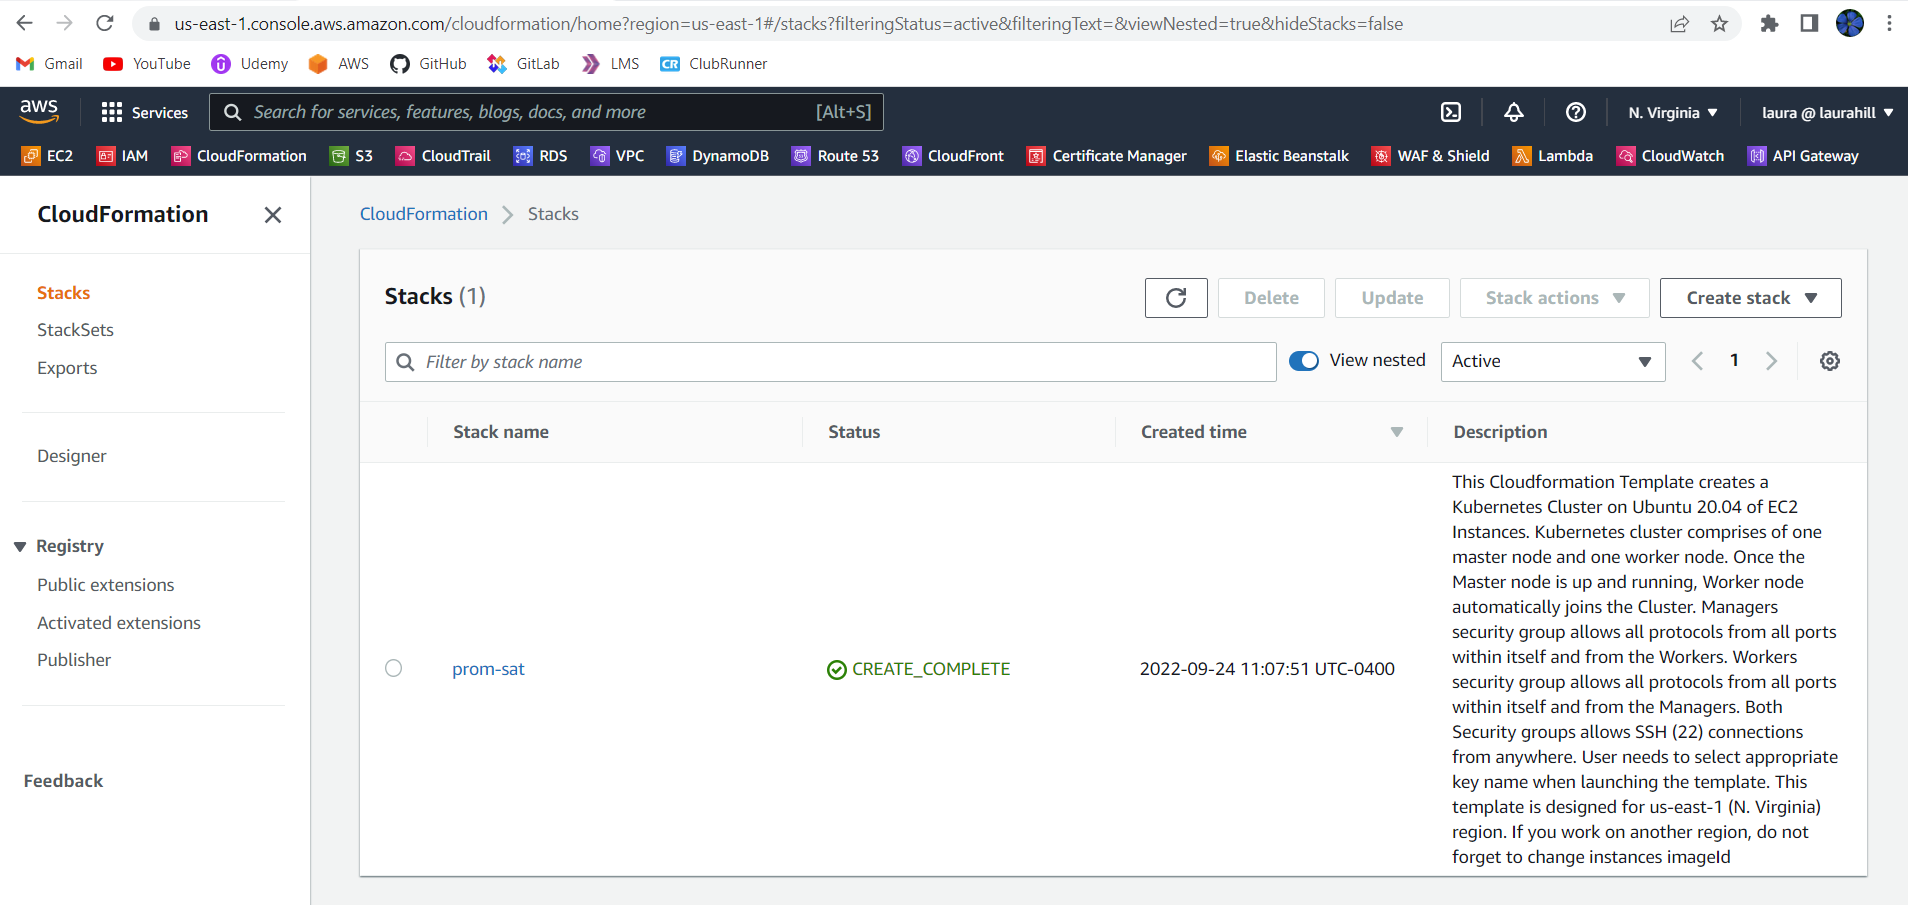 us-east-1.console.aws.amazon.com/cloudformation/home?region=us-east-1#/stacks?filteringStatus=active&filteringText=&viewNested=true&hideStacks=false
Gmail YouTube Udemy AWS GitHub GitLab LMS CR ClubRunner
aws Services Search for services, features, blogs, docs, and more [Alt+S] N. Virginia laura @ laurahill
EC2 IAM CloudFormation S3 CloudTrail RDS VPC DynamoDB Route 53 CloudFront Certificate Manager Elastic Beanstalk WAF & Shield Lambda CloudWatch API Gateway
CloudFormation
Stacks
StackSets
Exports
Designer
Registry
Public extensions
Activated extensions
Publisher
Feedback
CloudFormation Stacks
Stacks (1) Delete Update Stack actions Create stack
Filter by stack name View nested Active 1
Stack name Status Created time Description
prom-sat CREATE_COMPLETE 2022-09-24 11:07:51 UTC-0400
This Cloudformation Template creates a
Kubernetes Cluster on Ubuntu 20.04 of EC2
Instances. Kubernetes cluster comprises of one
master node and one worker node. Once the
Master node is up and running, Worker node
automatically joins the Cluster. Managers
security group allows all protocols from all ports
within itself and from the Workers. Workers
security group allows all protocols from all ports
within itself and from the Managers. Both
Security groups allows SSH (22) connections
from anywhere. User needs to select appropriate
key name when launching the template. This
template is designed for us-east-1 (N. Virginia)
region. If you work on another region, do not
forget to change instances imageId